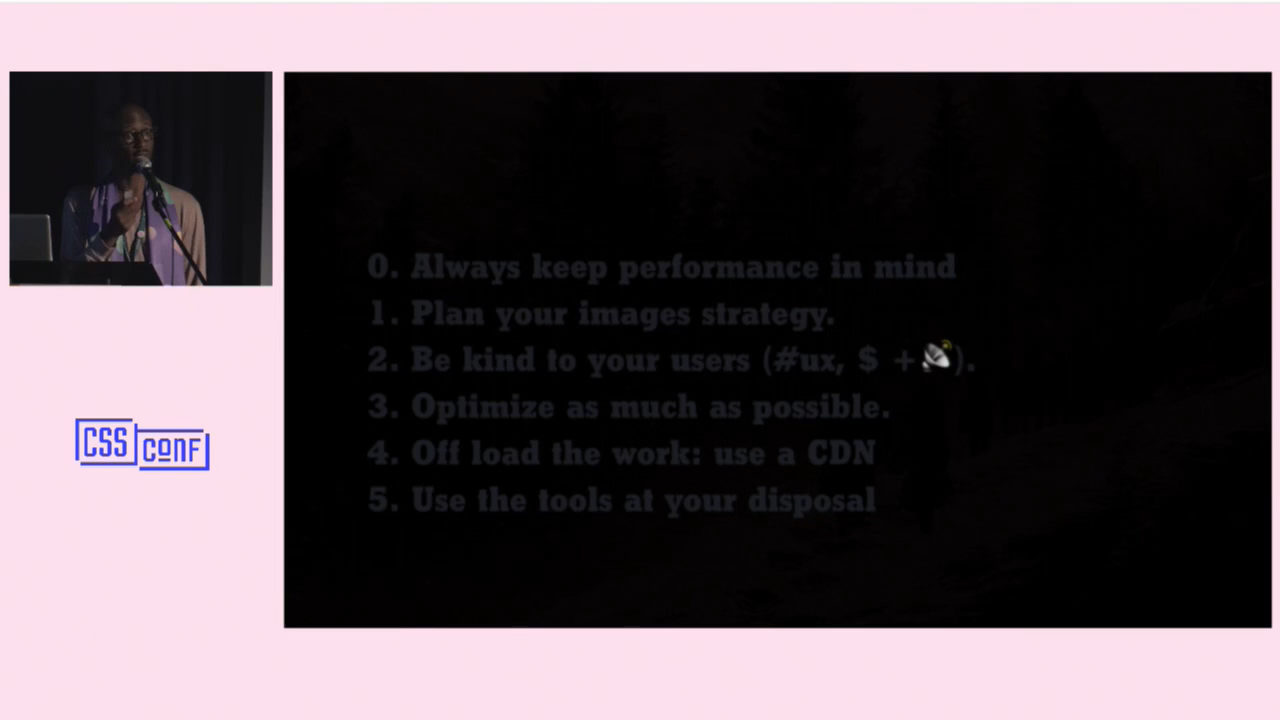 0. Always keep performance in mind
1. Plan your images strategy.
2. Be kind to your users (#ux, $ + 📡).
3. Optimize as much as possible.
4. Off load the work: use a CDN
5. Use the tools at your disposal
CSS
CONF